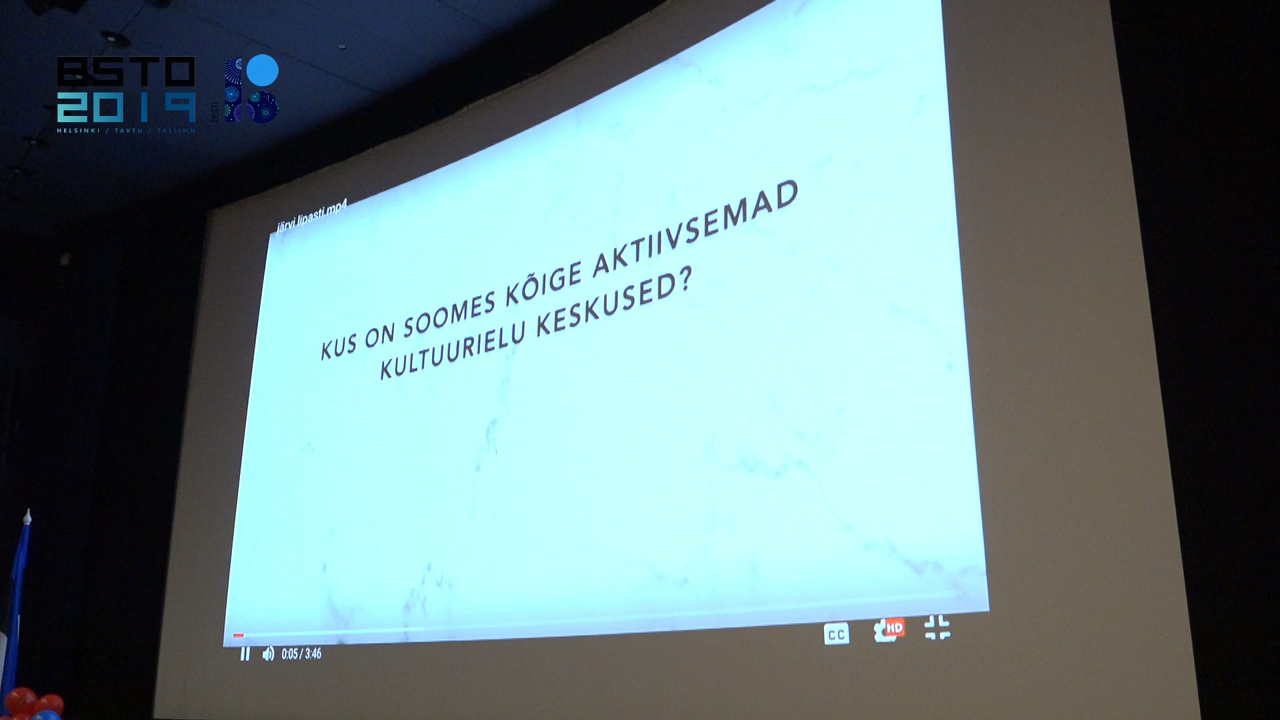 BSTO
2019
HELSINKI / TARTU / TALLINN
järvi lipasti.mp4
KUS ON SOOMES KÕIGE AKTIIVSEMAD
KULTUURIELU KESKUSED?
0:05 / 3:46
CC
HD